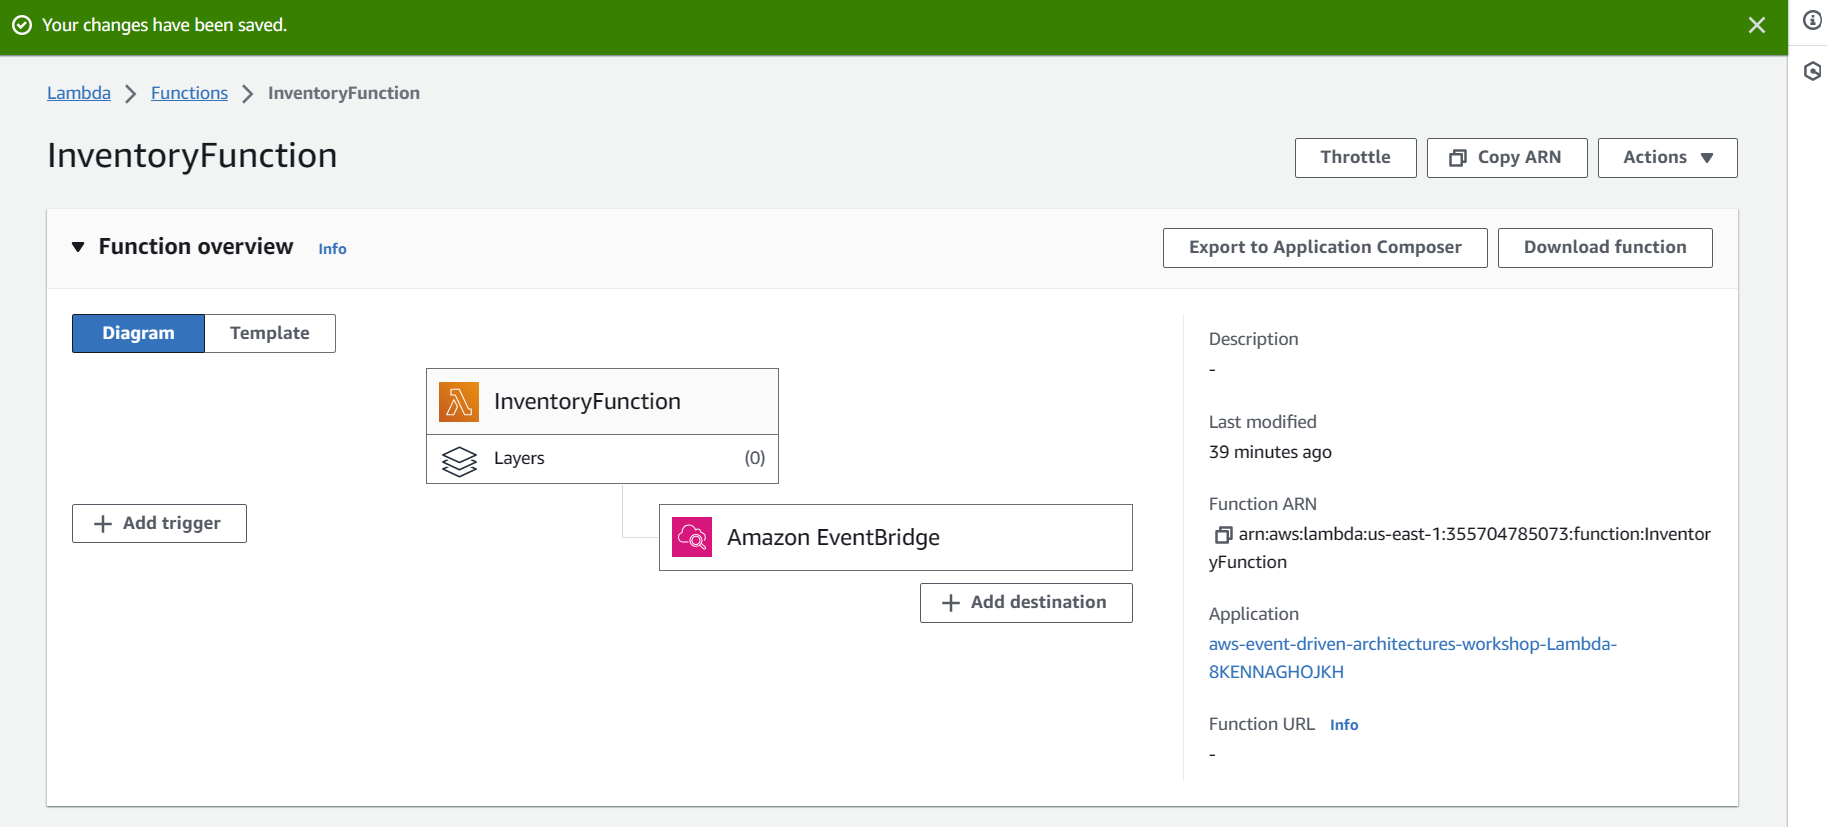 Your changes have been saved.
Lambda
Functions
InventoryFunction
InventoryFunction
Throttle
Copy ARN
Actions
Function overview
Info
Export to Application Composer
Download function
Diagram
Template
InventoryFunction
Layers
(0)
Add trigger
Amazon EventBridge
Add destination
Description
-
Last modified
39 minutes ago
Function ARN
arn:aws:lambda:us-east-1:355704785073:function:Inventor
yFunction
Application
aws-event-driven-architectures-workshop-Lambda-
8KENNAGHOJKH
Function URL
Info
-